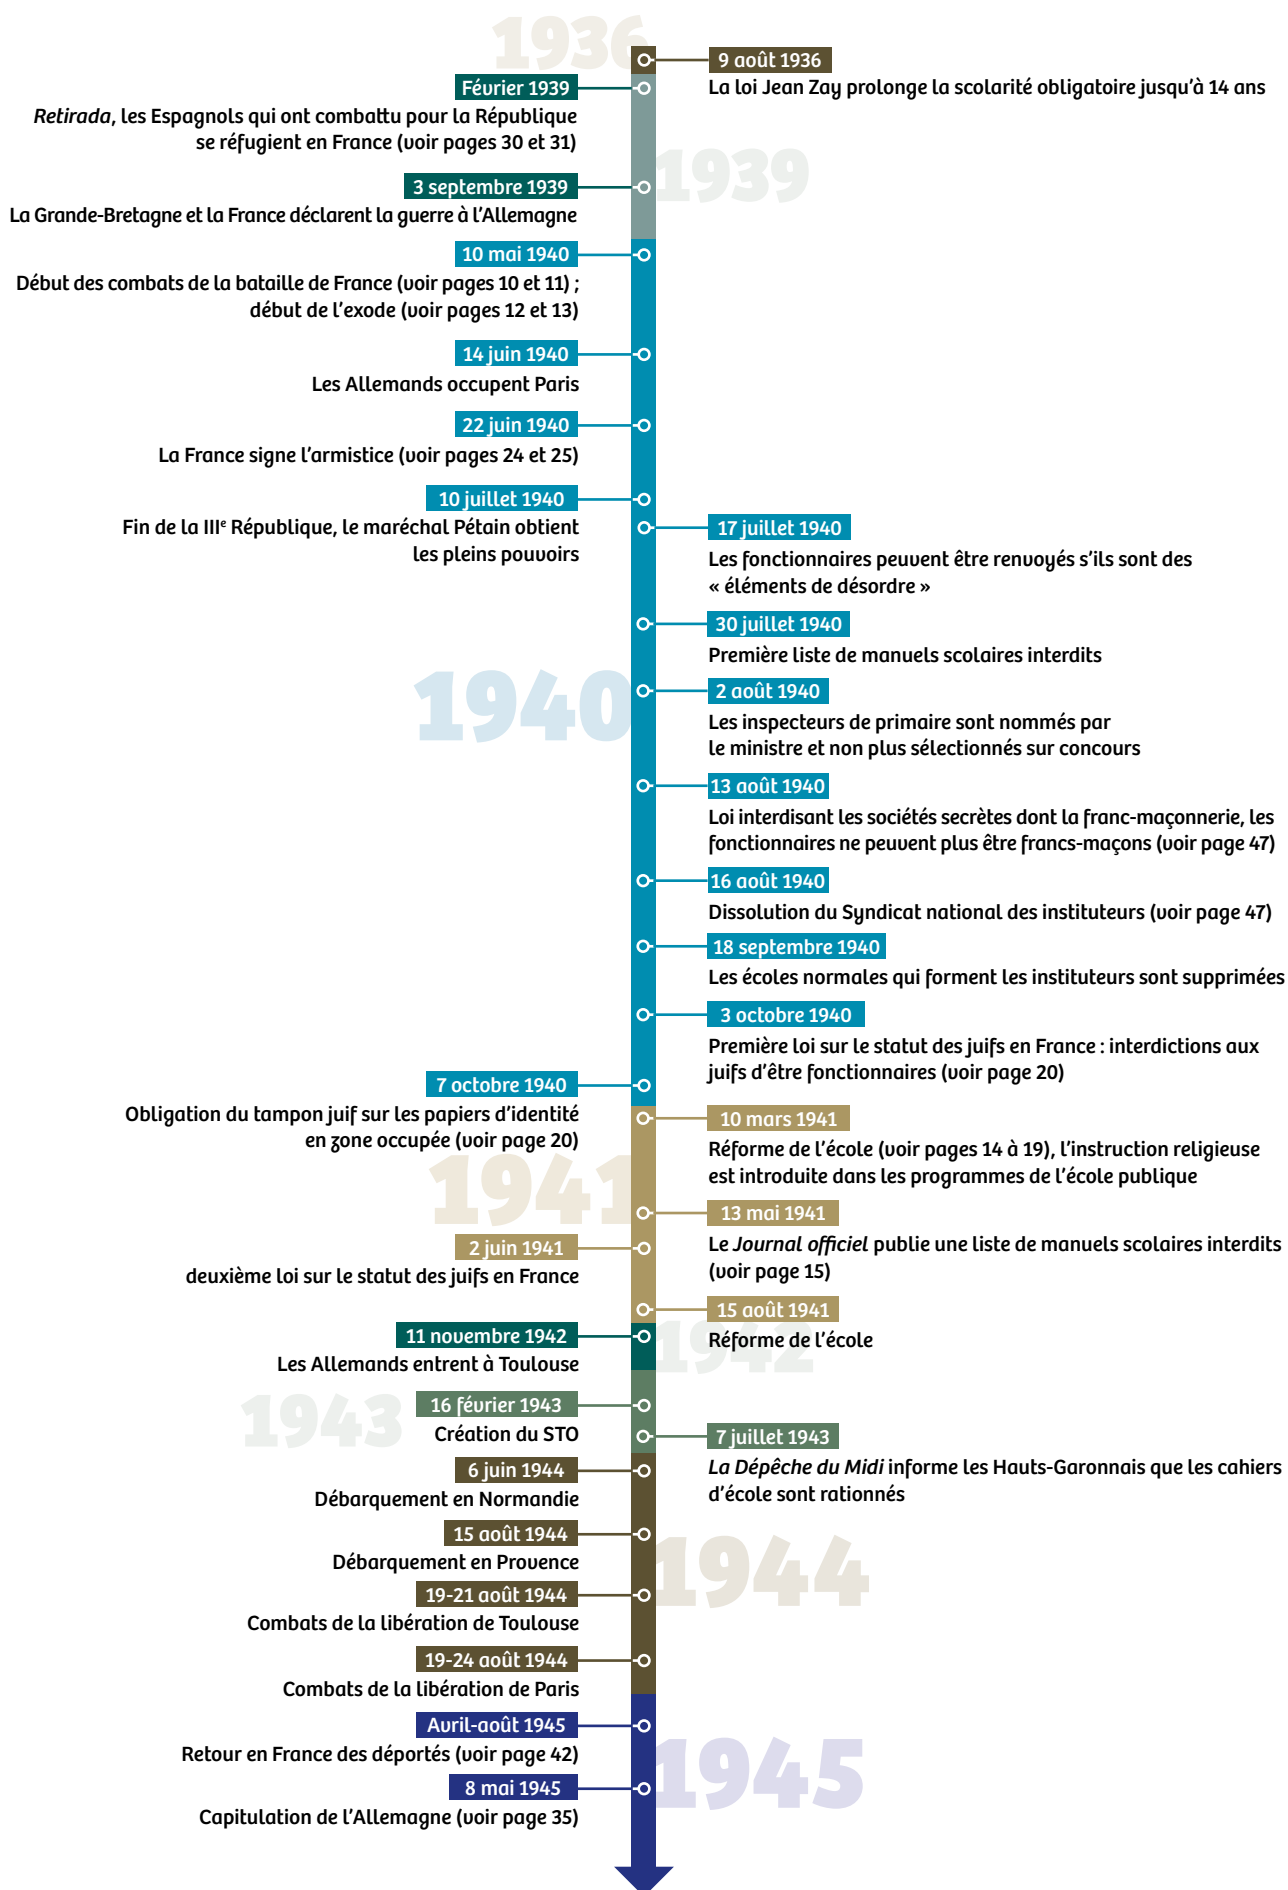 1936
9 août 1936
La loi Jean Zay prolonge la scolarité obligatoire jusqu'à 14 ans
Février 1939
Retirada, les Espagnols qui ont combattu pour la République
se réfugient en France (voir pages 30 et 31)
1939
3 septembre 1939
La Grande-Bretagne et la France déclarent la guerre à l'Allemagne
10 mai 1940
Début des combats de la bataille de France (voir pages 10 et 11) ;
début de l'exode (voir pages 12 et 13)
14 juin 1940
Les Allemands occupent Paris
22 juin 1940
La France signe l'armistice (voir pages 24 et 25)
10 juillet 1940
Fin de la IIIe République, le maréchal Pétain obtient
les pleins pouvoirs
17 juillet 1940
Les fonctionnaires peuvent être renvoyés s'ils sont des
« éléments de désordre »
30 juillet 1940
Première liste de manuels scolaires interdits
1940
2 août 1940
Les inspecteurs de primaire sont nommés par
le ministre et non plus sélectionnés sur concours
13 août 1940
Loi interdisant les sociétés secrètes dont la franc-maçonnerie, les
fonctionnaires ne peuvent plus être francs-maçons (voir page 47)
16 août 1940
Dissolution du Syndicat national des instituteurs (voir page 47)
18 septembre 1940
Les écoles normales qui forment les instituteurs sont supprimées
3 octobre 1940
Première loi sur le statut des juifs en France : interdictions aux
juifs d'être fonctionnaires (voir page 20)
7 octobre 1940
Obligation du tampon juif sur les papiers d'identité
en zone occupée (voir page 20)
10 mars 1941
Réforme de l'école (voir pages 14 à 19), l'instruction religieuse
est introduite dans les programmes de l'école publique
1941
13 mai 1941
Le Journal officiel publie une liste de manuels scolaires interdits
(voir page 15)
2 juin 1941
deuxième loi sur le statut des juifs en France
15 août 1941
Réforme de l'école
11 novembre 1942
Les Allemands entrent à Toulouse
1942
1943
16 février 1943
Création du STO
7 juillet 1943
La Dépêche du Midi informe les Hauts-Garonnais que les cahiers
d'école sont rationnés
6 juin 1944
Débarquement en Normandie
15 août 1944
Débarquement en Provence
1944
19-21 août 1944
Combats de la libération de Toulouse
19-24 août 1944
Combats de la libération de Paris
Avril-août 1945
Retour en France des déportés (voir page 42)
1945
8 mai 1945
Capitulation de l'Allemagne (voir page 35)